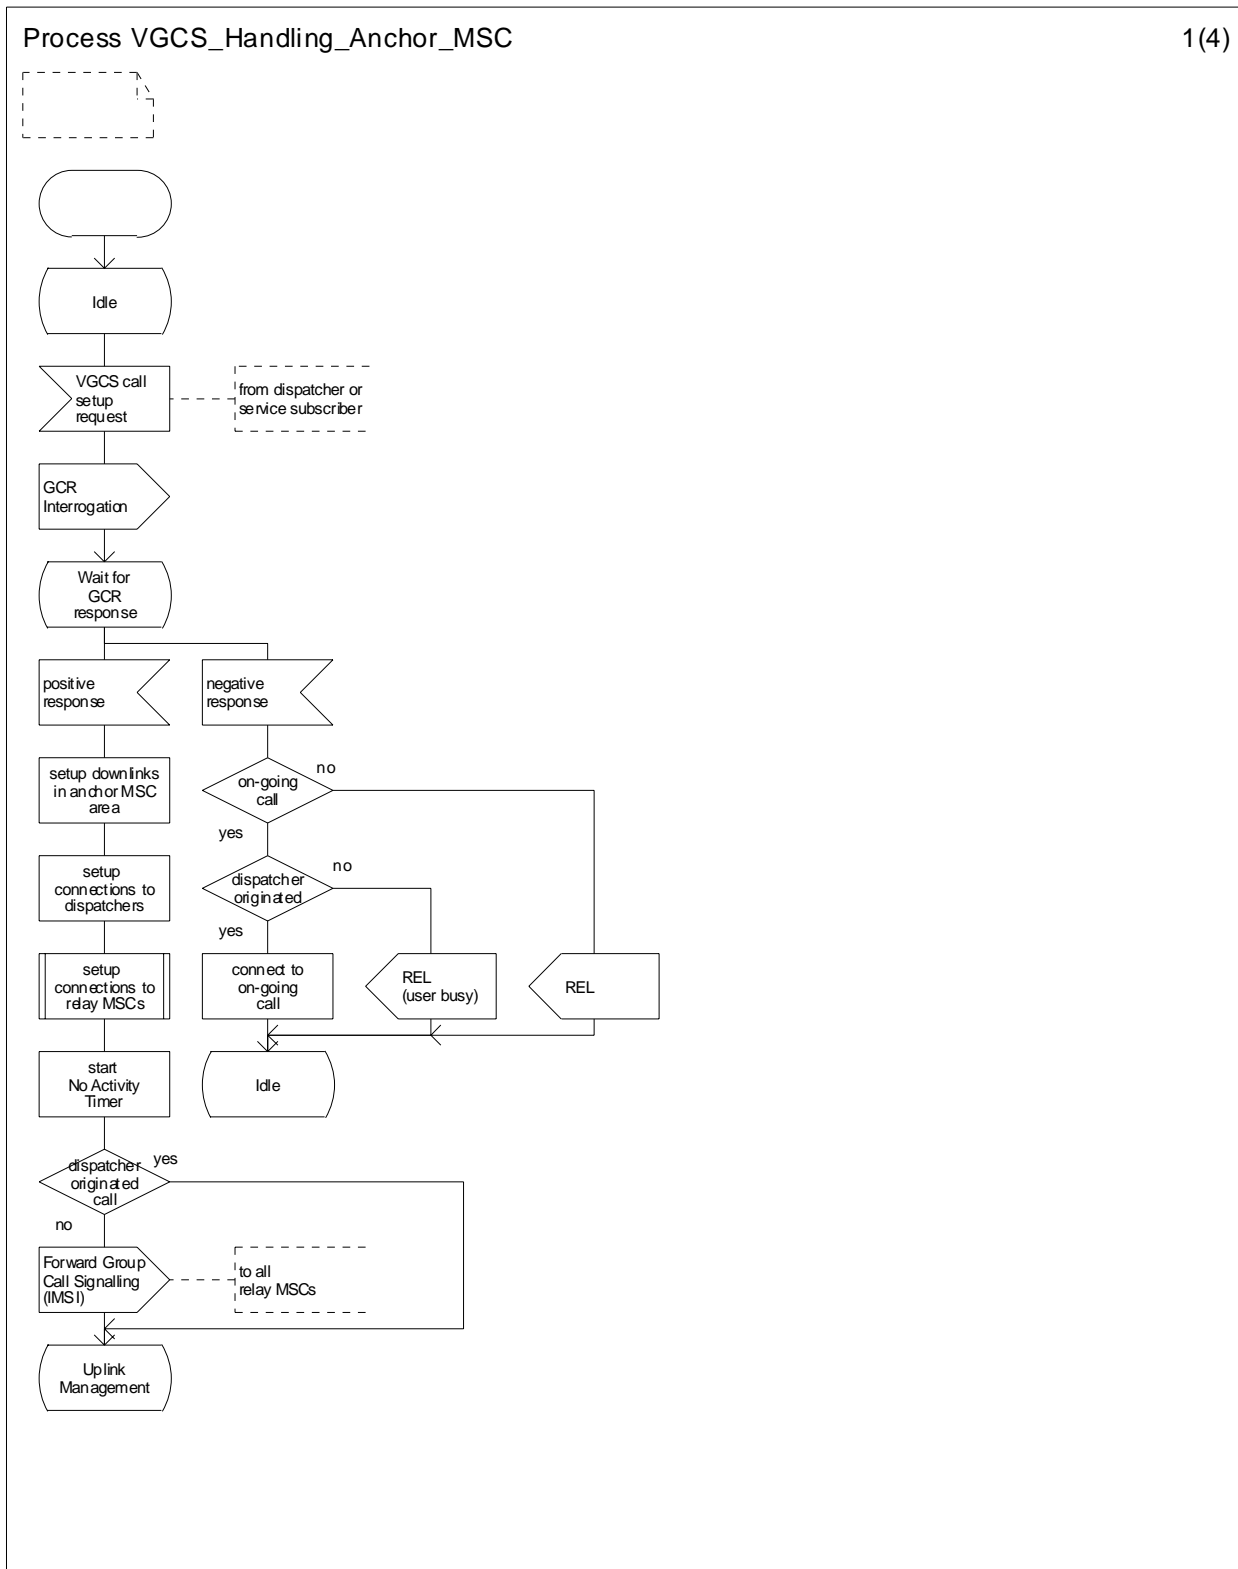 Process VGCS_Handling_Anchor_MSC
1(4)
Idle
VGCS call
setup
request
from dispatcher or
service subscriber
GCR
Interrogation
Wait for
GCR
response
positive
response
negative
response
setup downlinks
in anchor MSC
area
on-going
call
no
yes
setup
connections to
dispatchers
dispatcher
originated
no
yes
setup
connections to
relay MSCs
connect to
on-going
call
REL
(user busy)
REL
start
No Activity
Timer
Idle
dispatcher
originated
call
yes
no
Forward Group
Call Signalling
(IMSI)
to all
relay MSCs
Uplink
Management